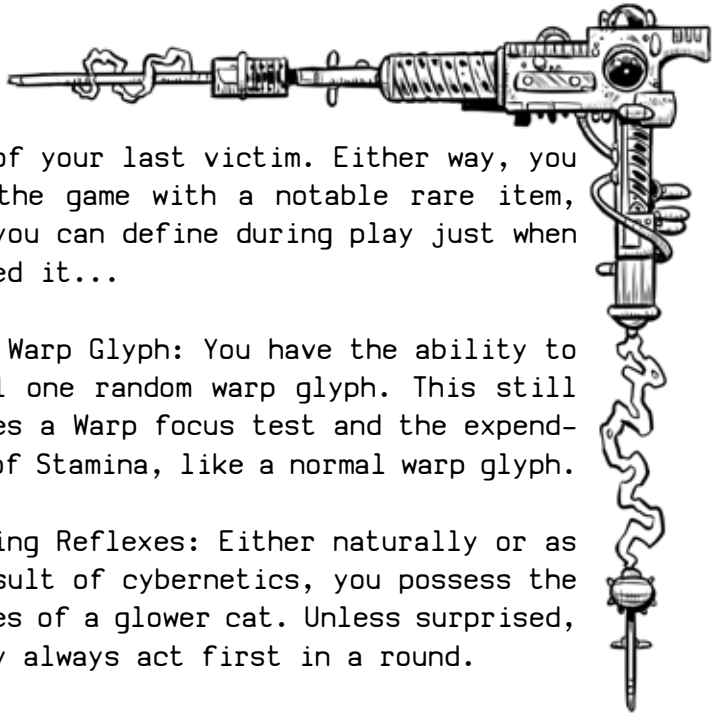 of your last victim. Either way, you
the game with a notable rare item,
you can define during play just when
ed it...
Warp Glyph: You have the ability to
l one random warp glyph. This still
es a Warp focus test and the expend-
of Stamina, like a normal warp glyph.
ing Reflexes: Either naturally or as
sult of cybernetics, you possess the
es of a glower cat. Unless surprised,
y always act first in a round.